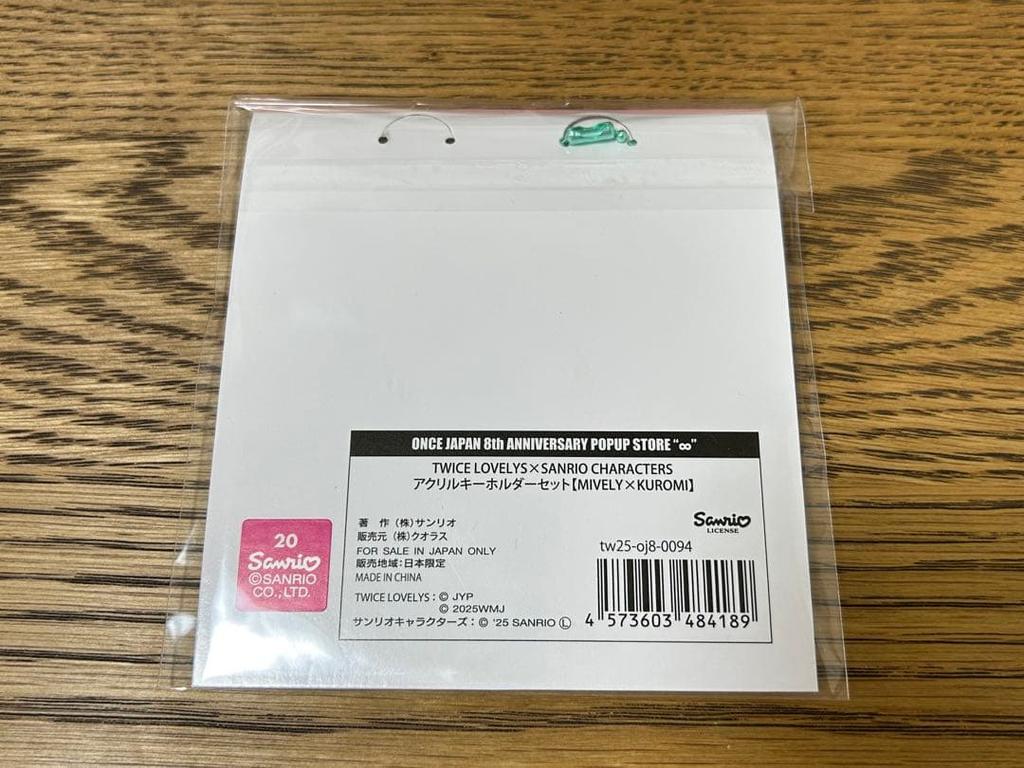 ONCE JAPAN 8th ANNIVERSARY POPUP STORE "∞"
TWICE LOVELYS×SANRIO CHARACTERS
アクリルキーホルダーセット【MIVELY×KUROMI】
著 作 (株)サンリオ
販売元 (株)クオラス
FOR SALE IN JAPAN ONLY
販売地域:日本限定
MADE IN CHINA
TWICE LOVELYS:© JYP
© 2025WMJ
サンリオキャラクターズ:© '25 SANRIO Ⓛ
Sanrio
LICENSE
tw25-oj8-0094
4 573603 484189
20
Sanrio
©SANRIO
CO.,LTD.